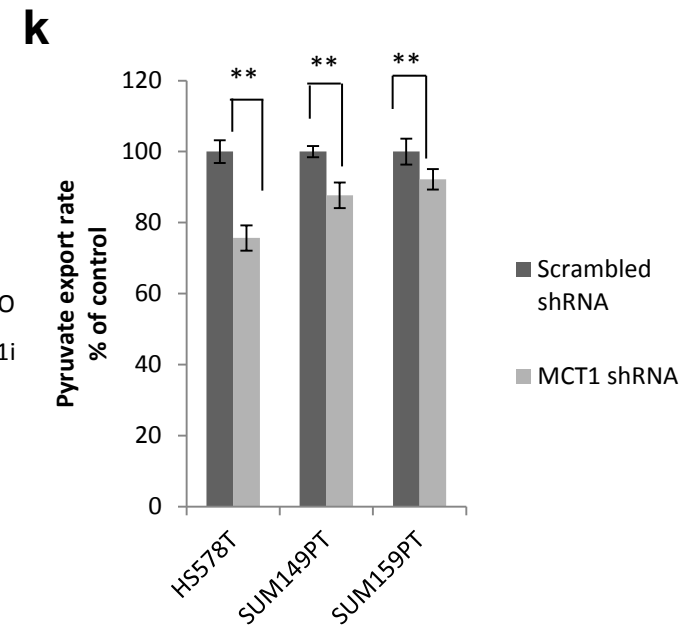 k
** ** **
120
100
80
60
40
20
0
Pyruvate export rate
% of control
HS578T
SUM149PT
SUM159PT
Scrambled
shRNA
MCT1 shRNA
O
1i